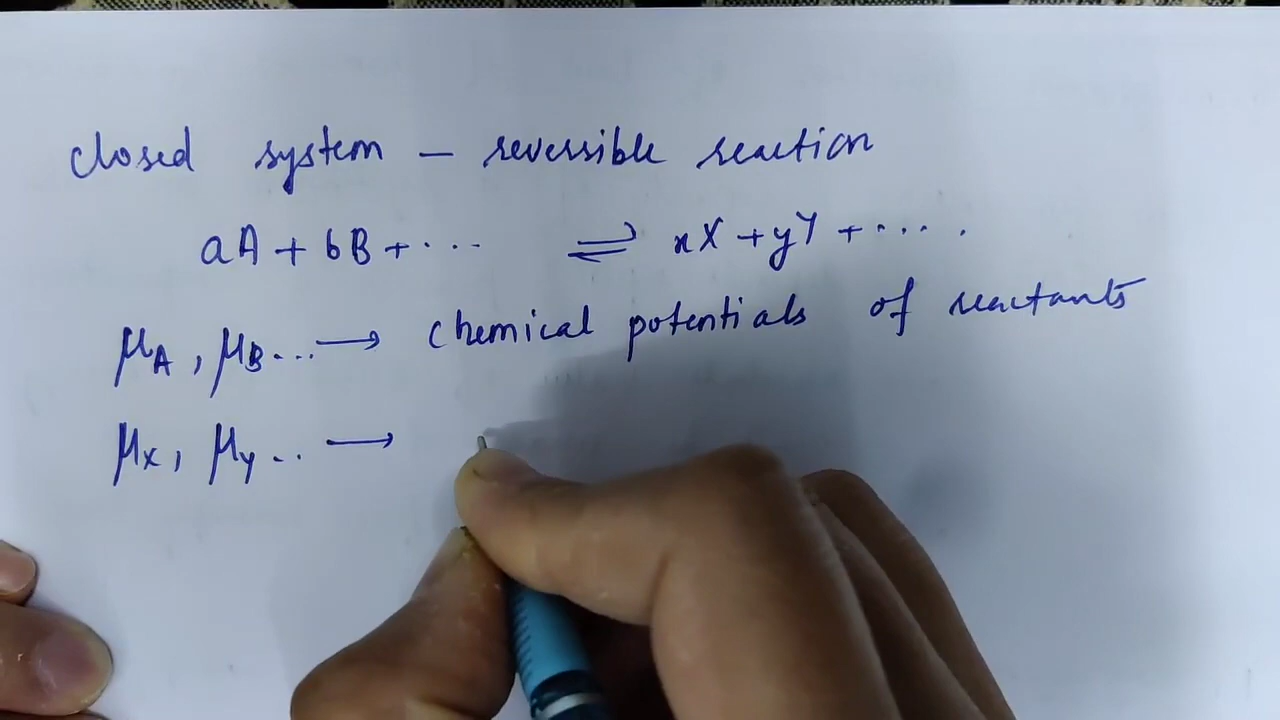 closed system – reversible reaction
aA + bB + ... ⇌ xX + yY + .....
μA, μB... → chemical potentials of reactants
μX, μY... →